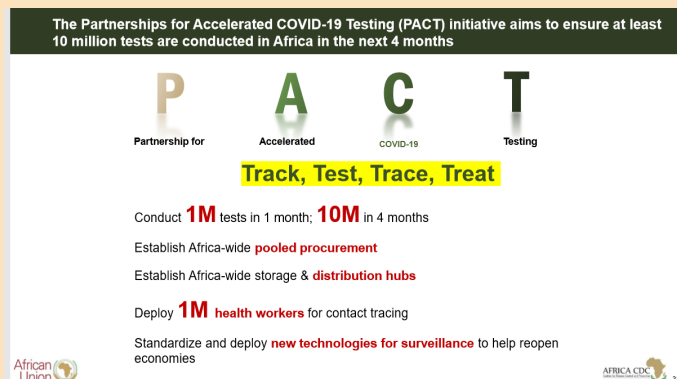 The Partnerships for Accelerated COVID-19 Testing (PACT) initiative aims to ensure at least
10 million tests are conducted in Africa in the next 4 months
P A C T
Partnership for Accelerated COVID-19 Testing
Track, Test, Trace, Treat
Conduct 1M tests in 1 month; 10M in 4 months
Establish Africa-wide pooled procurement
Establish Africa-wide storage & distribution hubs
Deploy 1M health workers for contact tracing
Standardize and deploy new technologies for surveillance to help reopen
economies
African
Union
AFRICA CDC